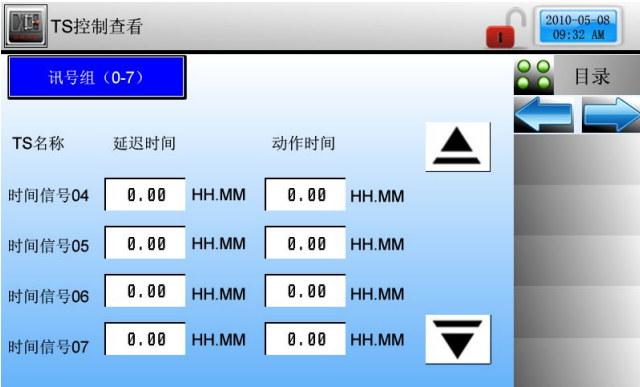 TS控制查看
1
2010-05-08
09:32 AM
讯号组（0-7）
目录
TS名称 延迟时间 动作时间
时间信号04 0.00 HH.MM 0.00 HH.MM
时间信号05 0.00 HH.MM 0.00 HH.MM
时间信号06 0.00 HH.MM 0.00 HH.MM
时间信号07 0.00 HH.MM 0.00 HH.MM